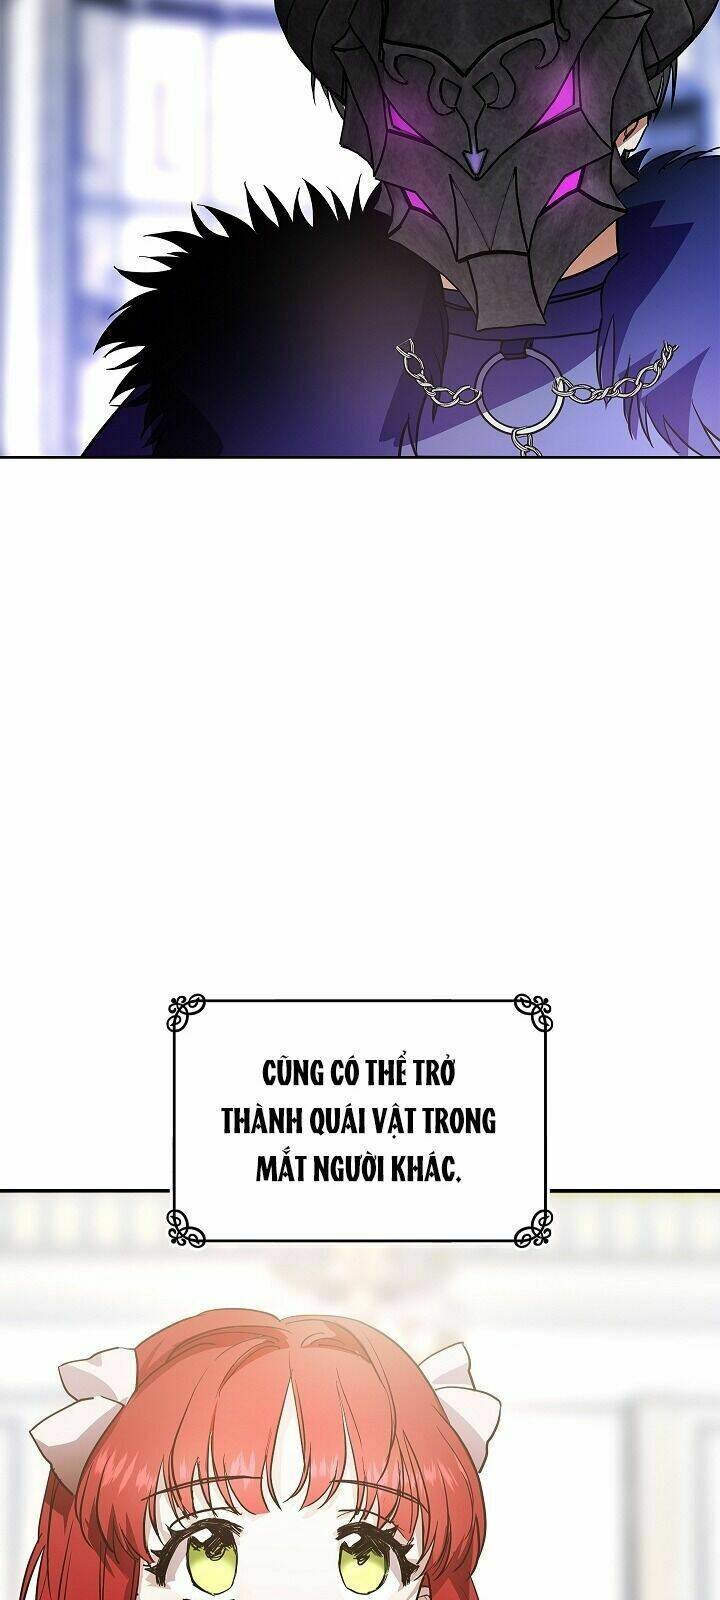 CŨNG CÓ THỂ TRỞ
THÀNH QUÁI VẬT TRONG
MẮT NGƯỜI KHÁC.